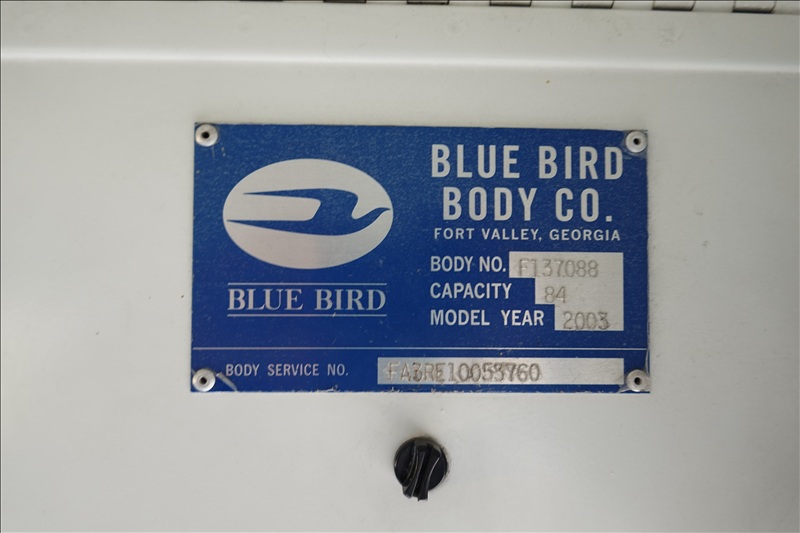 BLUE BIRD
BLUE BIRD
BODY CO.
FORT VALLEY, GEORGIA
BODY NO. F137088
CAPACITY 84
MODEL YEAR 2003
BODY SERVICE NO. FA3RE10053760